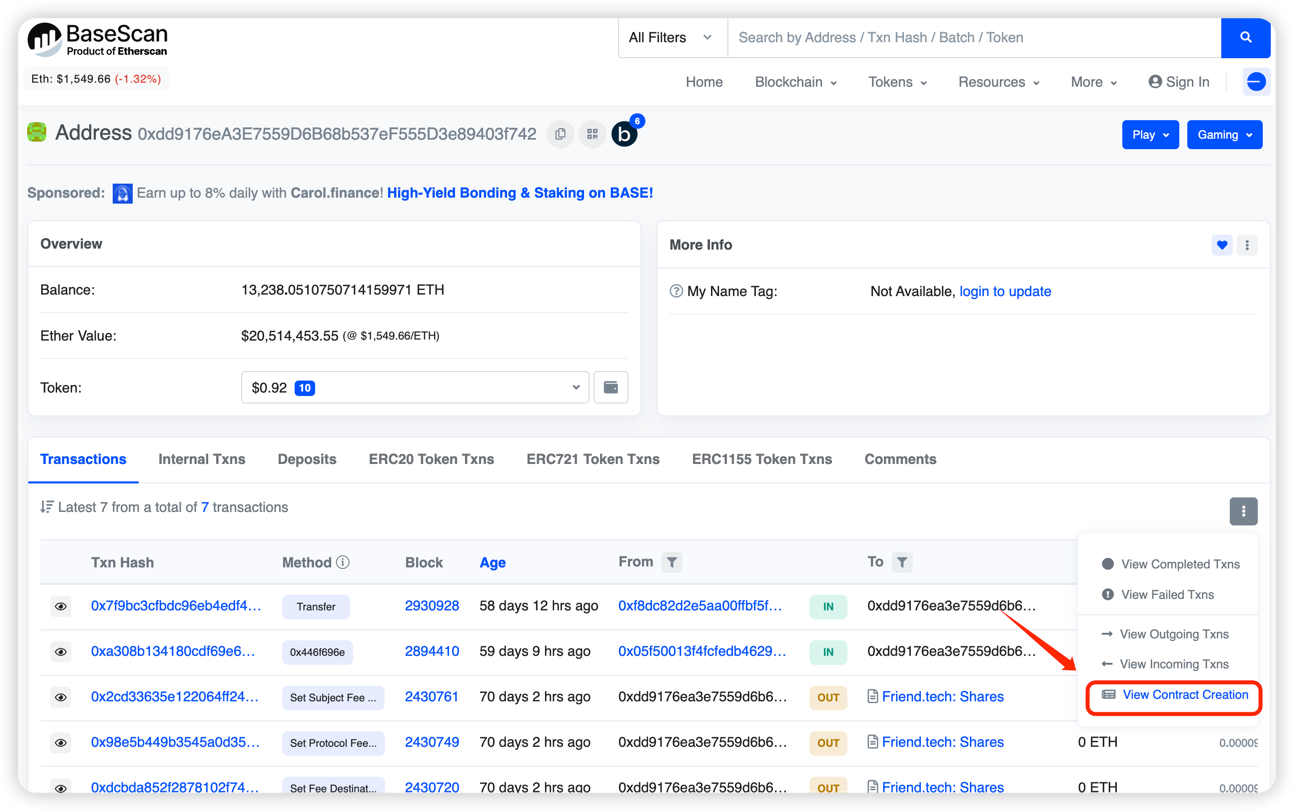 BaseScan
Product of Etherscan
All Filters
Search by Address / Txn Hash / Batch / Token
Eth: $1,549.66 (-1.32%)
Home Blockchain Tokens Resources More Sign In
Address 0xdd9176eA3E7559D6B68b537eF555D3e89403f742 b 6
Play Gaming
Sponsored: Earn up to 8% daily with Carol.finance! High-Yield Bonding & Staking on BASE!
Overview
Balance: 13,238.0510750714159971 ETH
Ether Value: $20,514,453.55 (@ $1,549.66/ETH)
Token: $0.92 10
More Info
My Name Tag: Not Available, login to update
Transactions Internal Txns Deposits ERC20 Token Txns ERC721 Token Txns ERC1155 Token Txns Comments
Latest 7 from a total of 7 transactions
Txn Hash Method Block Age From To
0x7f9bc3cfbdc96eb4edf4... Transfer 2930928 58 days 12 hrs ago 0xf8dc82d2e5aa00ffbf5f... IN 0xdd9176ea3e7559d6b6...
0xa308b134180cdf69e6... 0x446f696e 2894410 59 days 9 hrs ago 0x05f50013f4fcfedb4629... IN 0xdd9176ea3e7559d6b6...
0x2cd33635e122064ff24... Set Subject Fee ... 2430761 70 days 2 hrs ago 0xdd9176ea3e7559d6b6... OUT Friend.tech: Shares
0x98e5b449b3545a0d35... Set Protocol Fee... 2430749 70 days 2 hrs ago 0xdd9176ea3e7559d6b6... OUT Friend.tech: Shares 0 ETH 0.00009
0xdcbda852f2878102f74... Set Fee Destinat... 2430720 70 days 2 hrs ago 0xdd9176ea3e7559d6b6... OUT Friend.tech: Shares 0 ETH 0.00009
View Completed Txns
View Failed Txns
View Outgoing Txns
View Incoming Txns
View Contract Creation